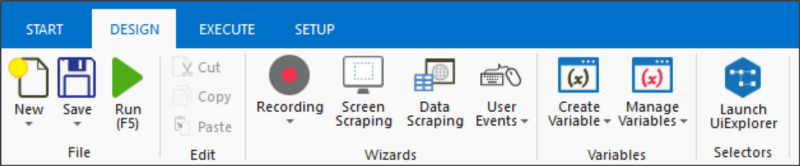 START DESIGN EXECUTE SETUP
New
Save
Run
(F5)
File
Cut
Copy
Paste
Edit
Recording
Screen
Scraping
Data
Scraping
User
Events
Wizards
(x)
Create
Variable
(x)
Manage
Variables
Variables
Launch
UiExplorer
Selectors